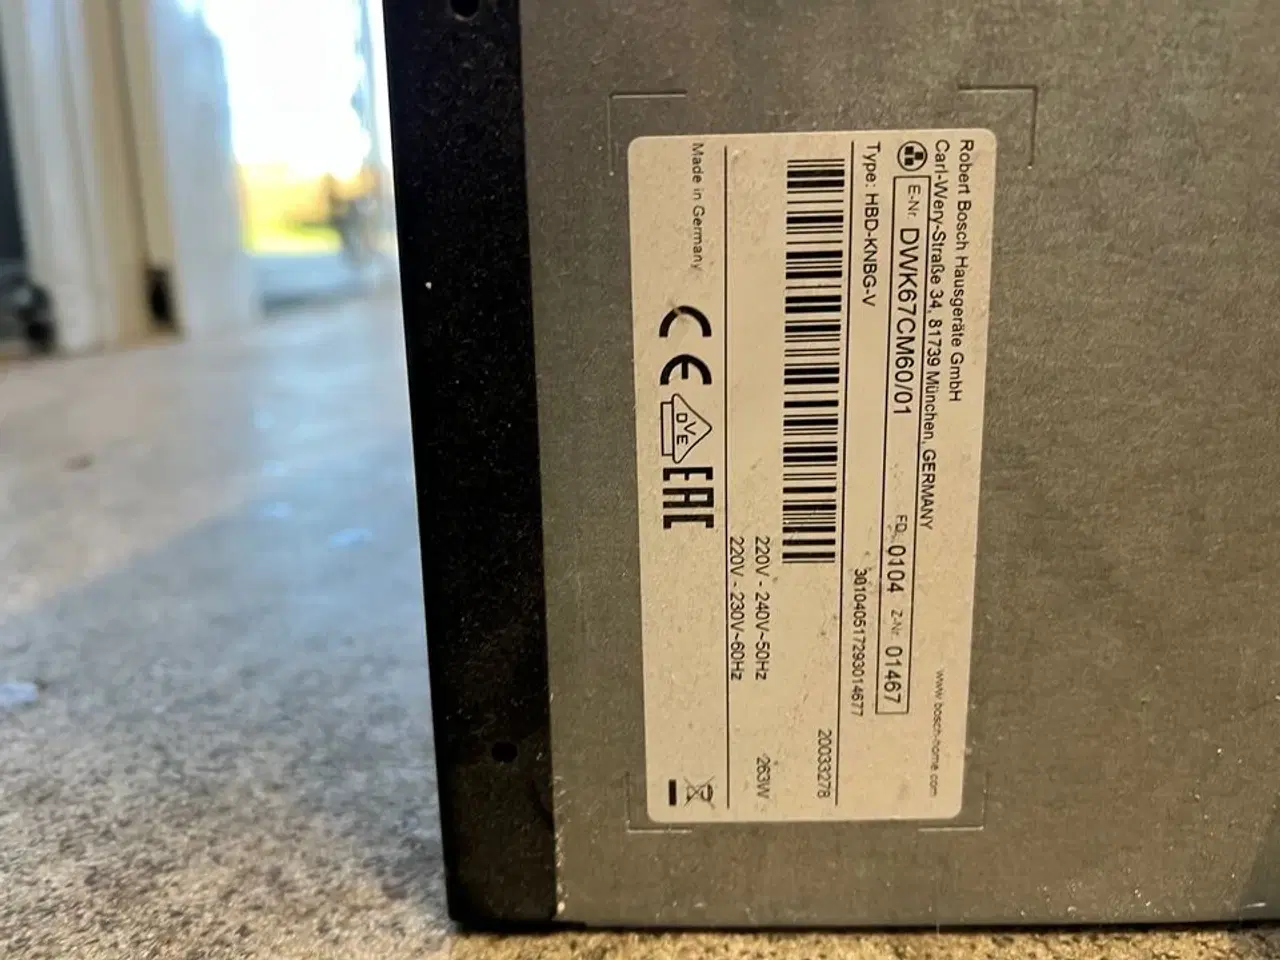 Robert Bosch Hausgeräte GmbH
Carl-Wery-Straße 34, 81739 München, GERMANY
www.bosch-home.com
E-Nr. DWK67CM60/01 FD. 0104 Z-Nr. 01467
Type: HBD-KNBG-V
301040517293014677
20033278
220V - 240V~50Hz
263W
220V - 230V~60Hz
Made in Germany
CE
DVE
EAC